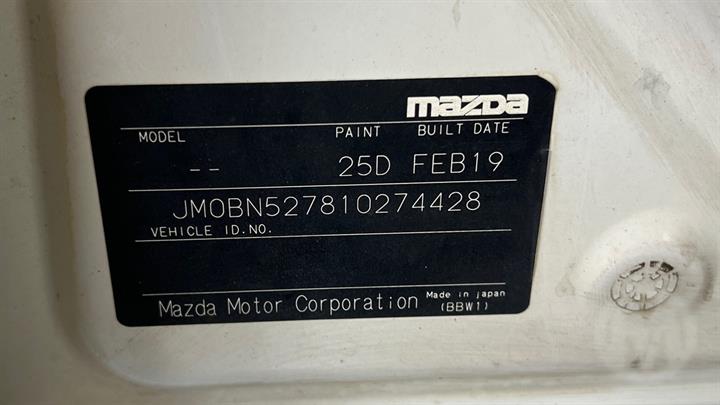 mazda
MODEL PAINT BUILT DATE
-- 25D FEB19
JM0BN527810274428
VEHICLE ID.NO.
Mazda Motor Corporation Made in japan
(BBW1)